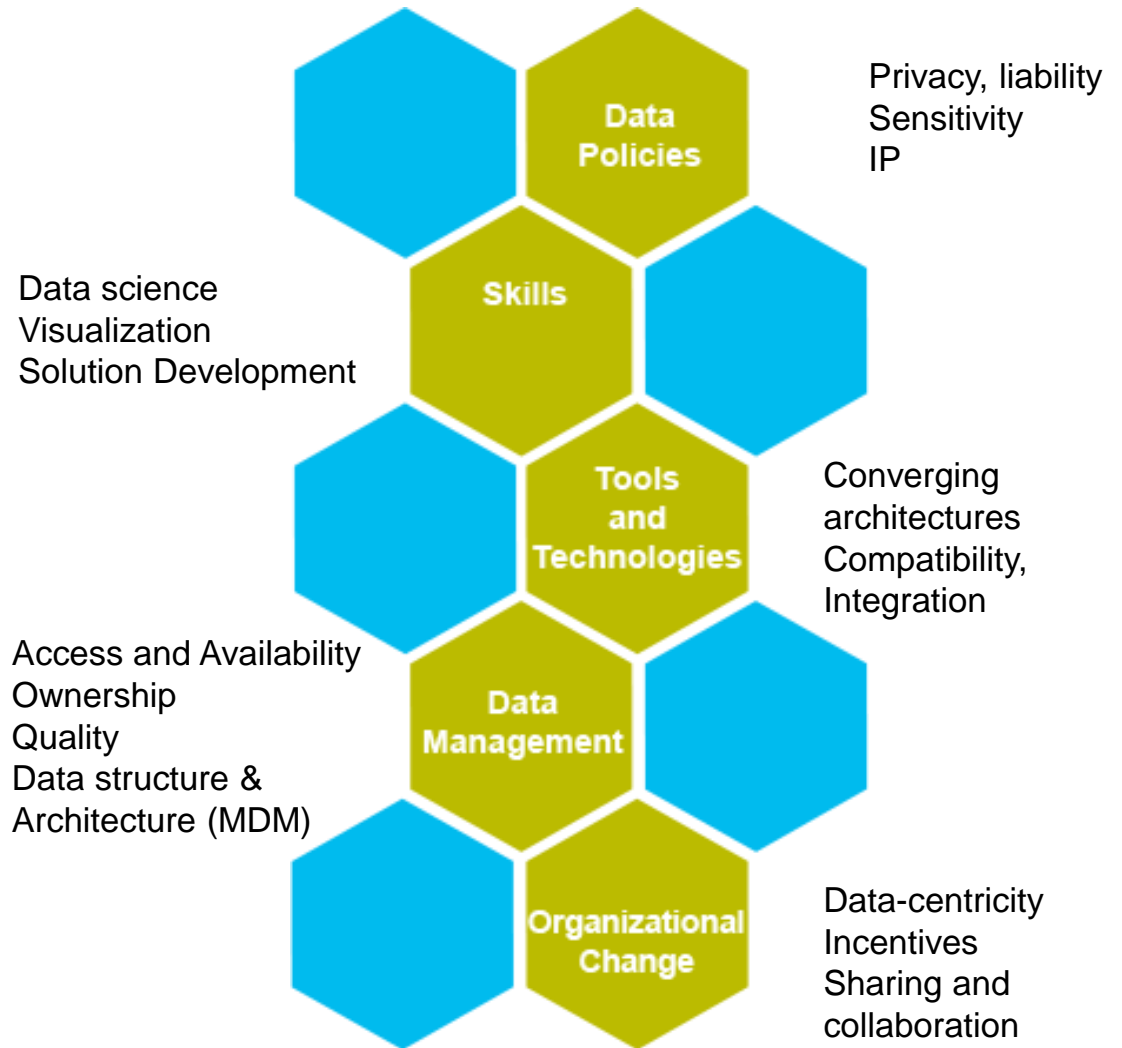 Data
Policies
Privacy, liability
Sensitivity
IP
Skills
Data science
Visualization
Solution Development
Tools
and
Technologies
Converging
architectures
Compatibility,
Integration
Data
Management
Access and Availability
Ownership
Quality
Data structure &
Architecture (MDM)
Organizational
Change
Data-centricity
Incentives
Sharing and
collaboration